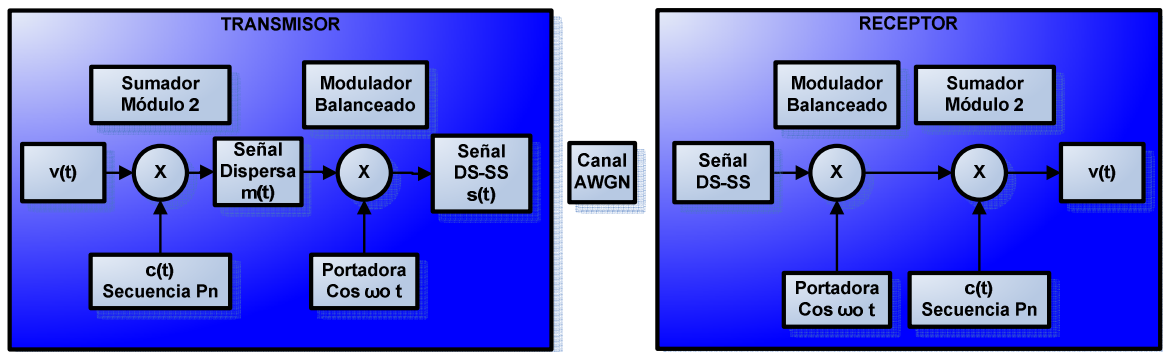 TRANSMISOR
Sumador
Módulo 2
Modulador
Balanceado
v(t)
X
Señal
Dispersa
m(t)
X
Señal
DS-SS
s(t)
c(t)
Secuencia Pn
Portadora
Cos ωo t
Canal
AWGN
RECEPTOR
Modulador
Balanceado
Sumador
Módulo 2
Señal
DS-SS
X
X
v(t)
Portadora
Cos ωo t
c(t)
Secuencia Pn